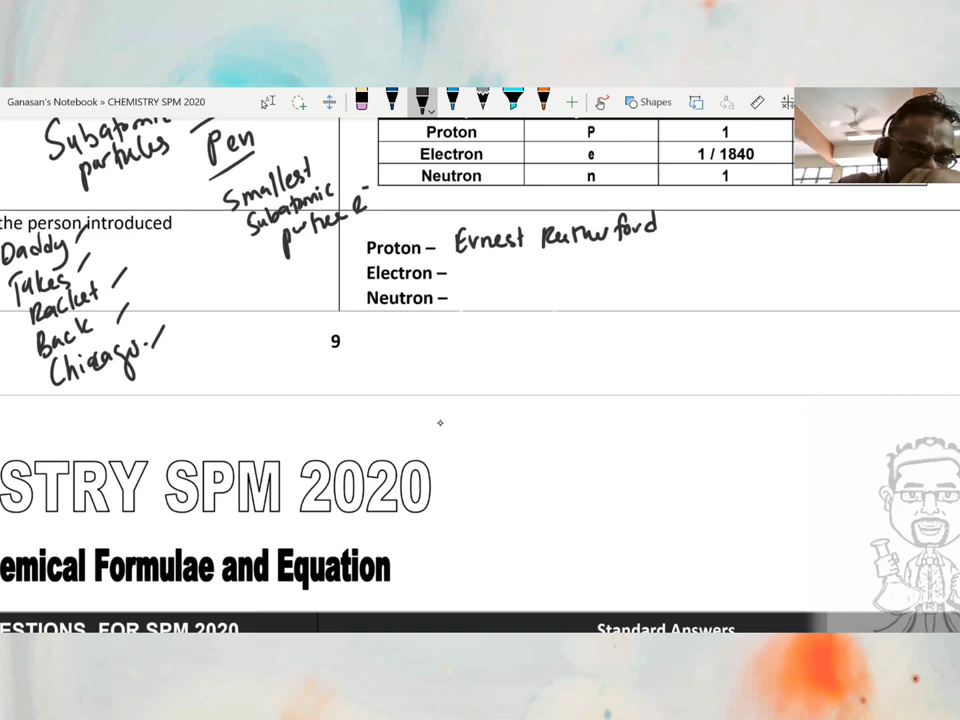 Ganasan's Notebook » CHEMISTRY SPM 2020
Shapes
Subatomic
particles
Pen
Smallest
Subatomic
particle e-
Proton P 1
Electron e 1 / 1840
Neutron n 1
the person introduced
Daddy
Takes
Racket
Back
Chicago.
Proton – Ernest Rutherford
Electron –
Neutron –
9
STRY SPM 2020
emical Formulae and Equation
ESTIONS FOR SPM 2020
Standard Answers